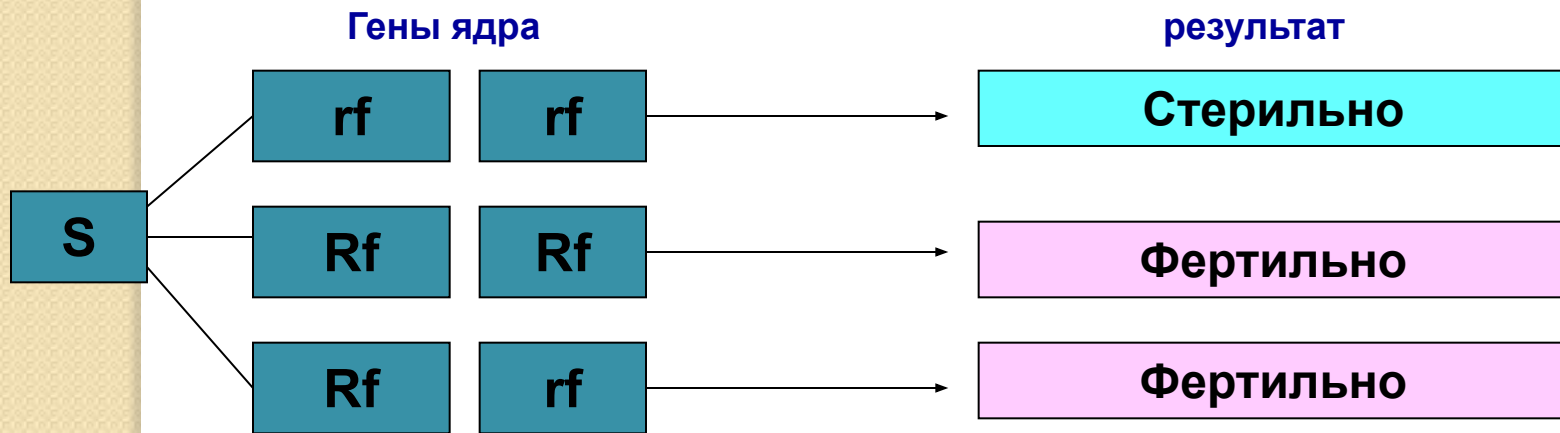 Гены ядра результат
rf rf Стерильно
S
Rf Rf Фертильно
Rf rf Фертильно